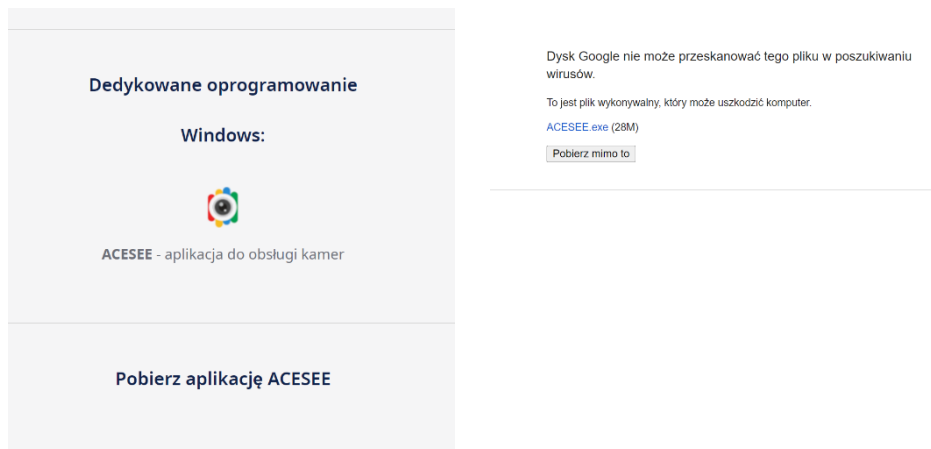 Dedykowane oprogramowanie
Windows:
ACESEE - aplikacja do obsługi kamer
Pobierz aplikację ACESEE
Dysk Google nie może przeskanować tego pliku w poszukiwaniu
wirusów.
To jest plik wykonywalny, który może uszkodzić komputer.
ACESEE.exe (28M)
Pobierz mimo to